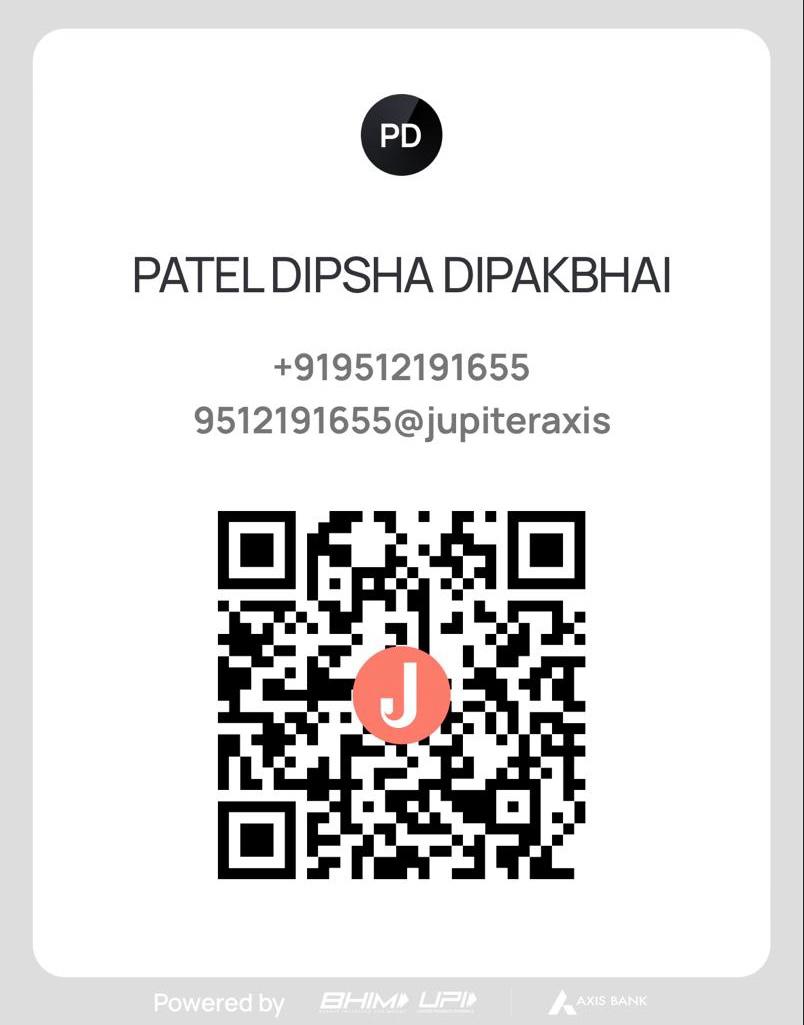 PD
PATEL DIPSHA DIPAKBHAI
+919512191655
9512191655@jupiteraxis
J
Powered by BHIM UPI AXIS BANK